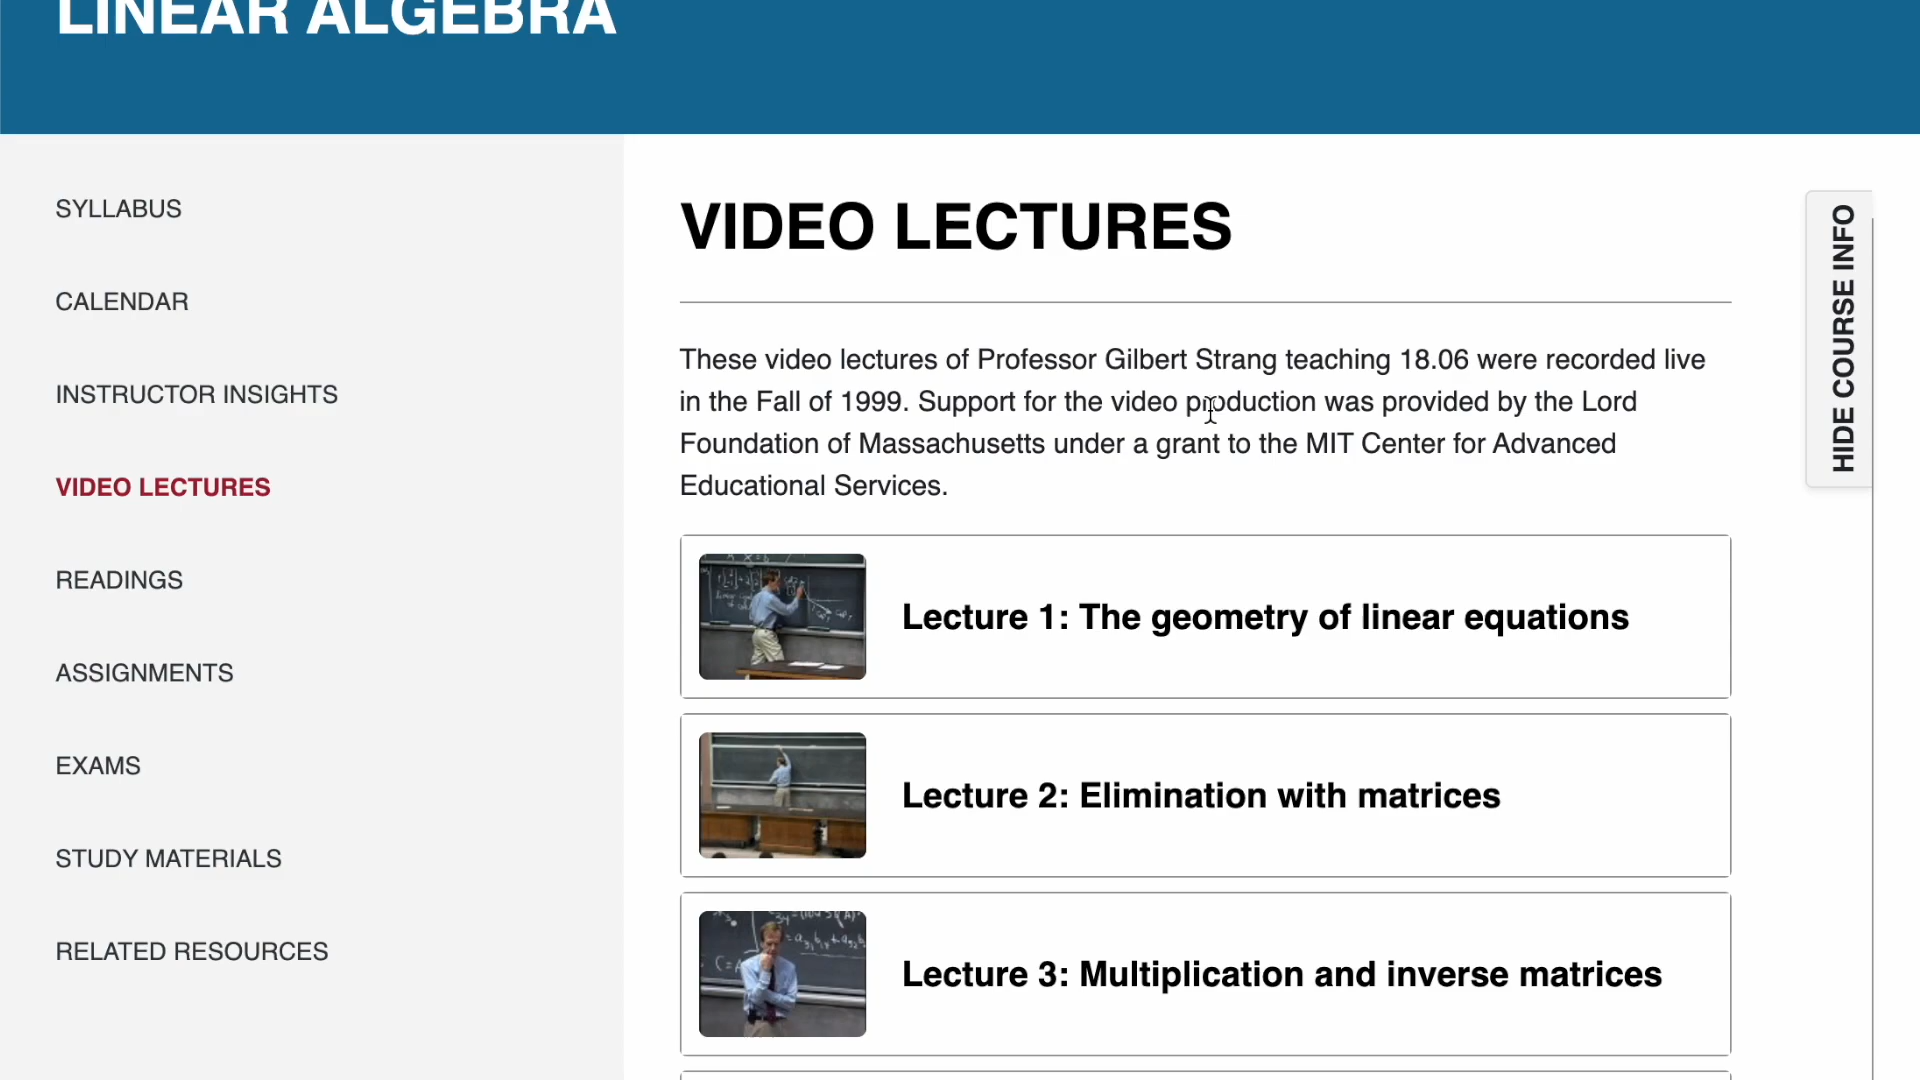 LINEAR ALGEBRA
SYLLABUS
CALENDAR
INSTRUCTOR INSIGHTS
VIDEO LECTURES
READINGS
ASSIGNMENTS
EXAMS
STUDY MATERIALS
RELATED RESOURCES
VIDEO LECTURES
These video lectures of Professor Gilbert Strang teaching 18.06 were recorded live
in the Fall of 1999. Support for the video production was provided by the Lord
Foundation of Massachusetts under a grant to the MIT Center for Advanced
Educational Services.
Lecture 1: The geometry of linear equations
Lecture 2: Elimination with matrices
Lecture 3: Multiplication and inverse matrices
HIDE COURSE INFO